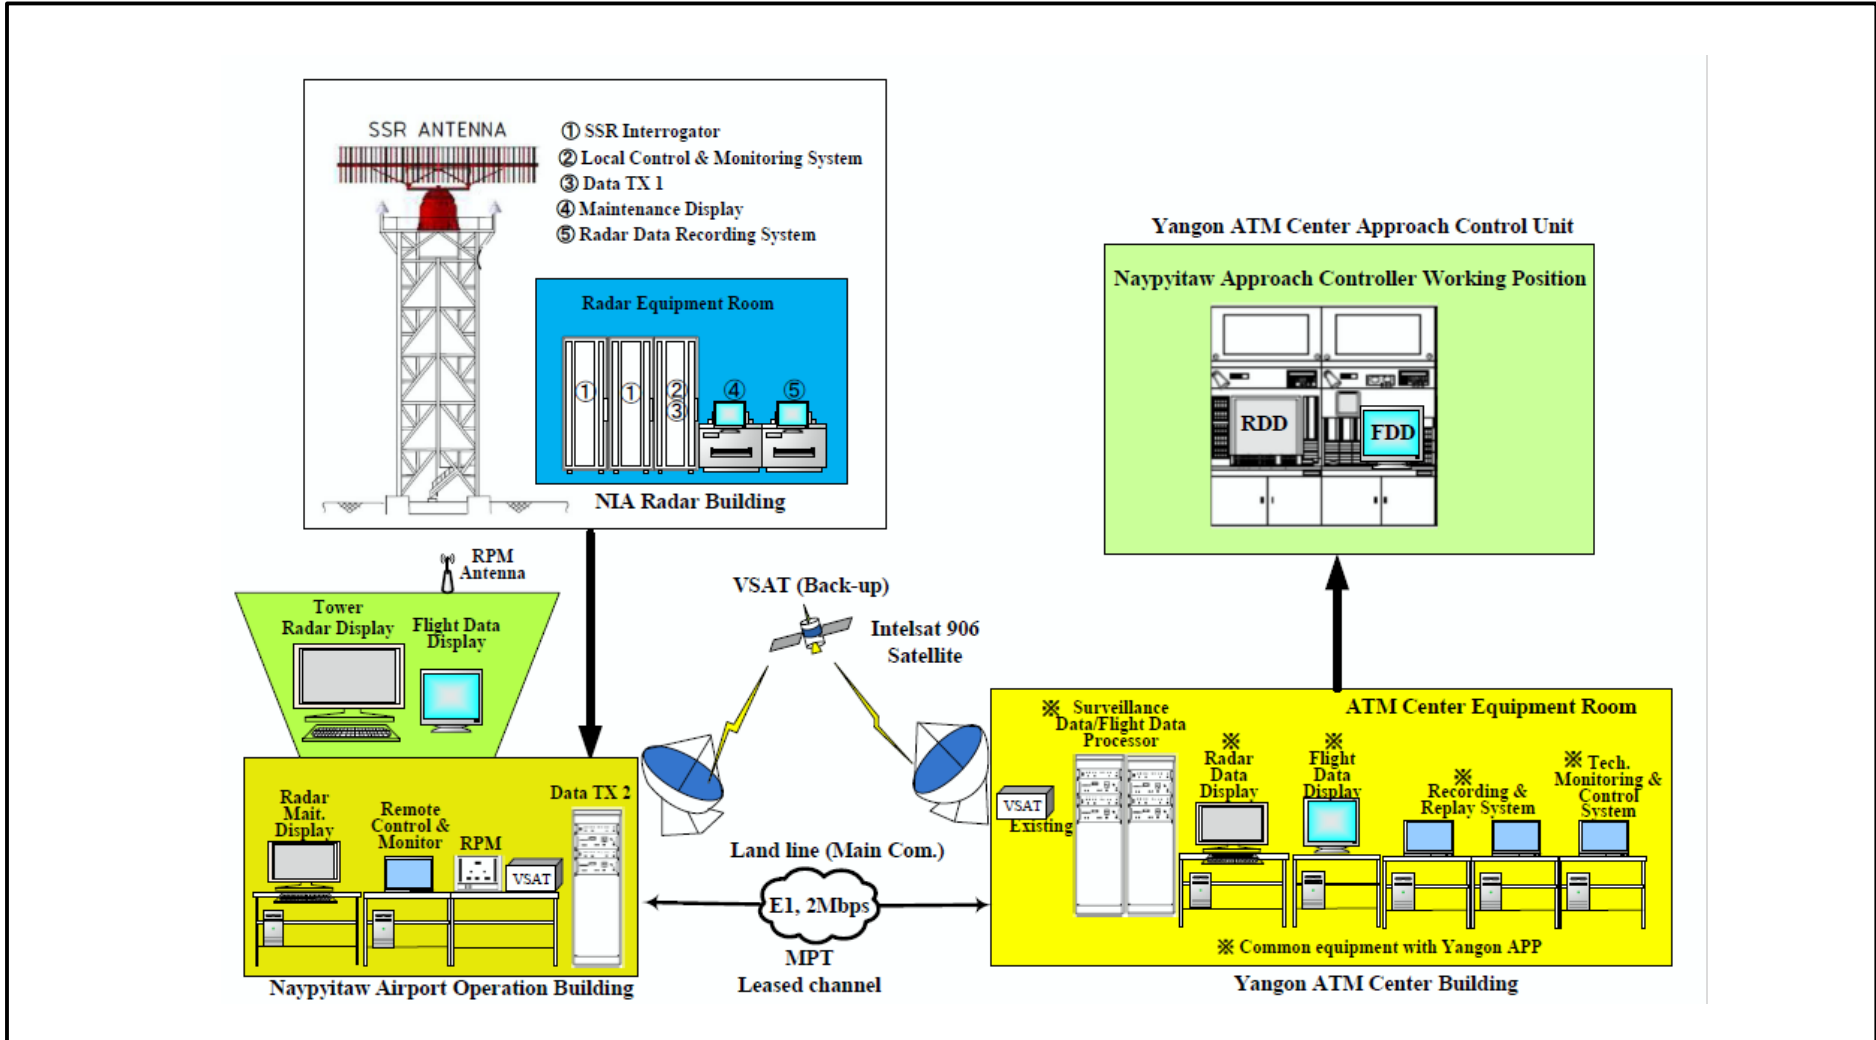 SSR ANTENNA
① SSR Interrogator
② Local Control & Monitoring System
③ Data TX 1
④ Maintenance Display
⑤ Radar Data Recording System
Radar Equipment Room
①
①
②
③
④
⑤
NIA Radar Building
RPM
Antenna
Tower
Radar Display
Flight Data
Display
Radar
Mait.
Display
Remote
Control &
Monitor
RPM
VSAT
Data TX 2
Naypyitaw Airport Operation Building
VSAT (Back-up)
Intelsat 906
Satellite
Land line (Main Com.)
E1, 2Mbps
MPT
Leased channel
Yangon ATM Center Approach Control Unit
Naypyitaw Approach Controller Working Position
RDD
FDD
ATM Center Equipment Room
※ Surveillance
Data/Flight Data
Processor
VSAT
Existing
※
Radar
Data
Display
※
Flight
Data
Display
※
Recording &
Replay System
※ Tech.
Monitoring &
Control
System
※ Common equipment with Yangon APP
Yangon ATM Center Building